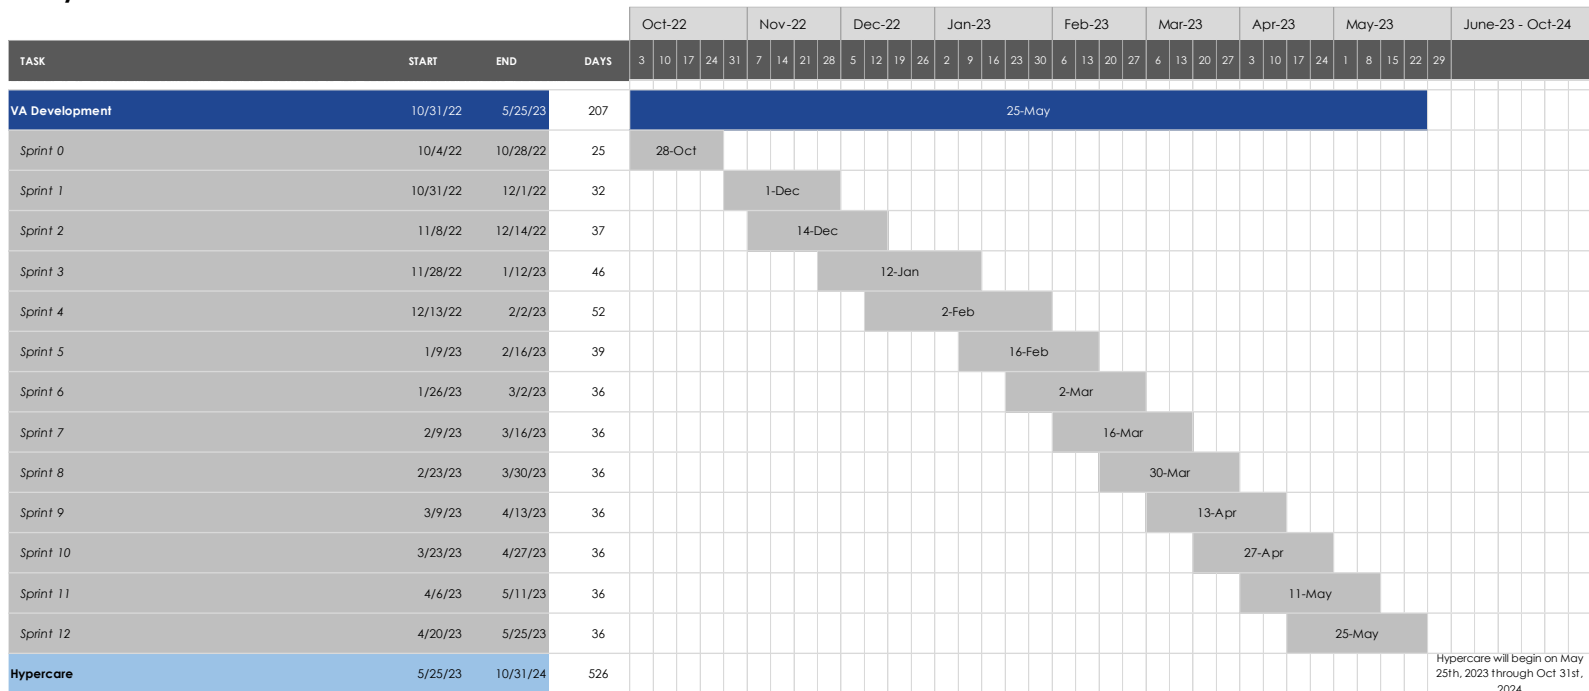 Oct-22 Nov-22 Dec-22 Jan-23 Feb-23 Mar-23 Apr-23 May-23 June-23 - Oct-24
TASK START END DAYS 3 10 17 24 31 7 14 21 28 5 12 19 26 2 9 16 23 30 6 13 20 27 6 13 20 27 3 10 17 24 1 8 15 22 29
VA Development 10/31/22 5/25/23 207 25-May
Sprint 0 10/4/22 10/28/22 25 28-Oct
Sprint 1 10/31/22 12/1/22 32 1-Dec
Sprint 2 11/8/22 12/14/22 37 14-Dec
Sprint 3 11/28/22 1/12/23 46 12-Jan
Sprint 4 12/13/22 2/2/23 52 2-Feb
Sprint 5 1/9/23 2/16/23 39 16-Feb
Sprint 6 1/26/23 3/2/23 36 2-Mar
Sprint 7 2/9/23 3/16/23 36 16-Mar
Sprint 8 2/23/23 3/30/23 36 30-Mar
Sprint 9 3/9/23 4/13/23 36 13-Apr
Sprint 10 3/23/23 4/27/23 36 27-Apr
Sprint 11 4/6/23 5/11/23 36 11-May
Sprint 12 4/20/23 5/25/23 36 25-May
Hypercare 5/25/23 10/31/24 526
Hypercare will begin on May
25th, 2023 through Oct 31st,
2024